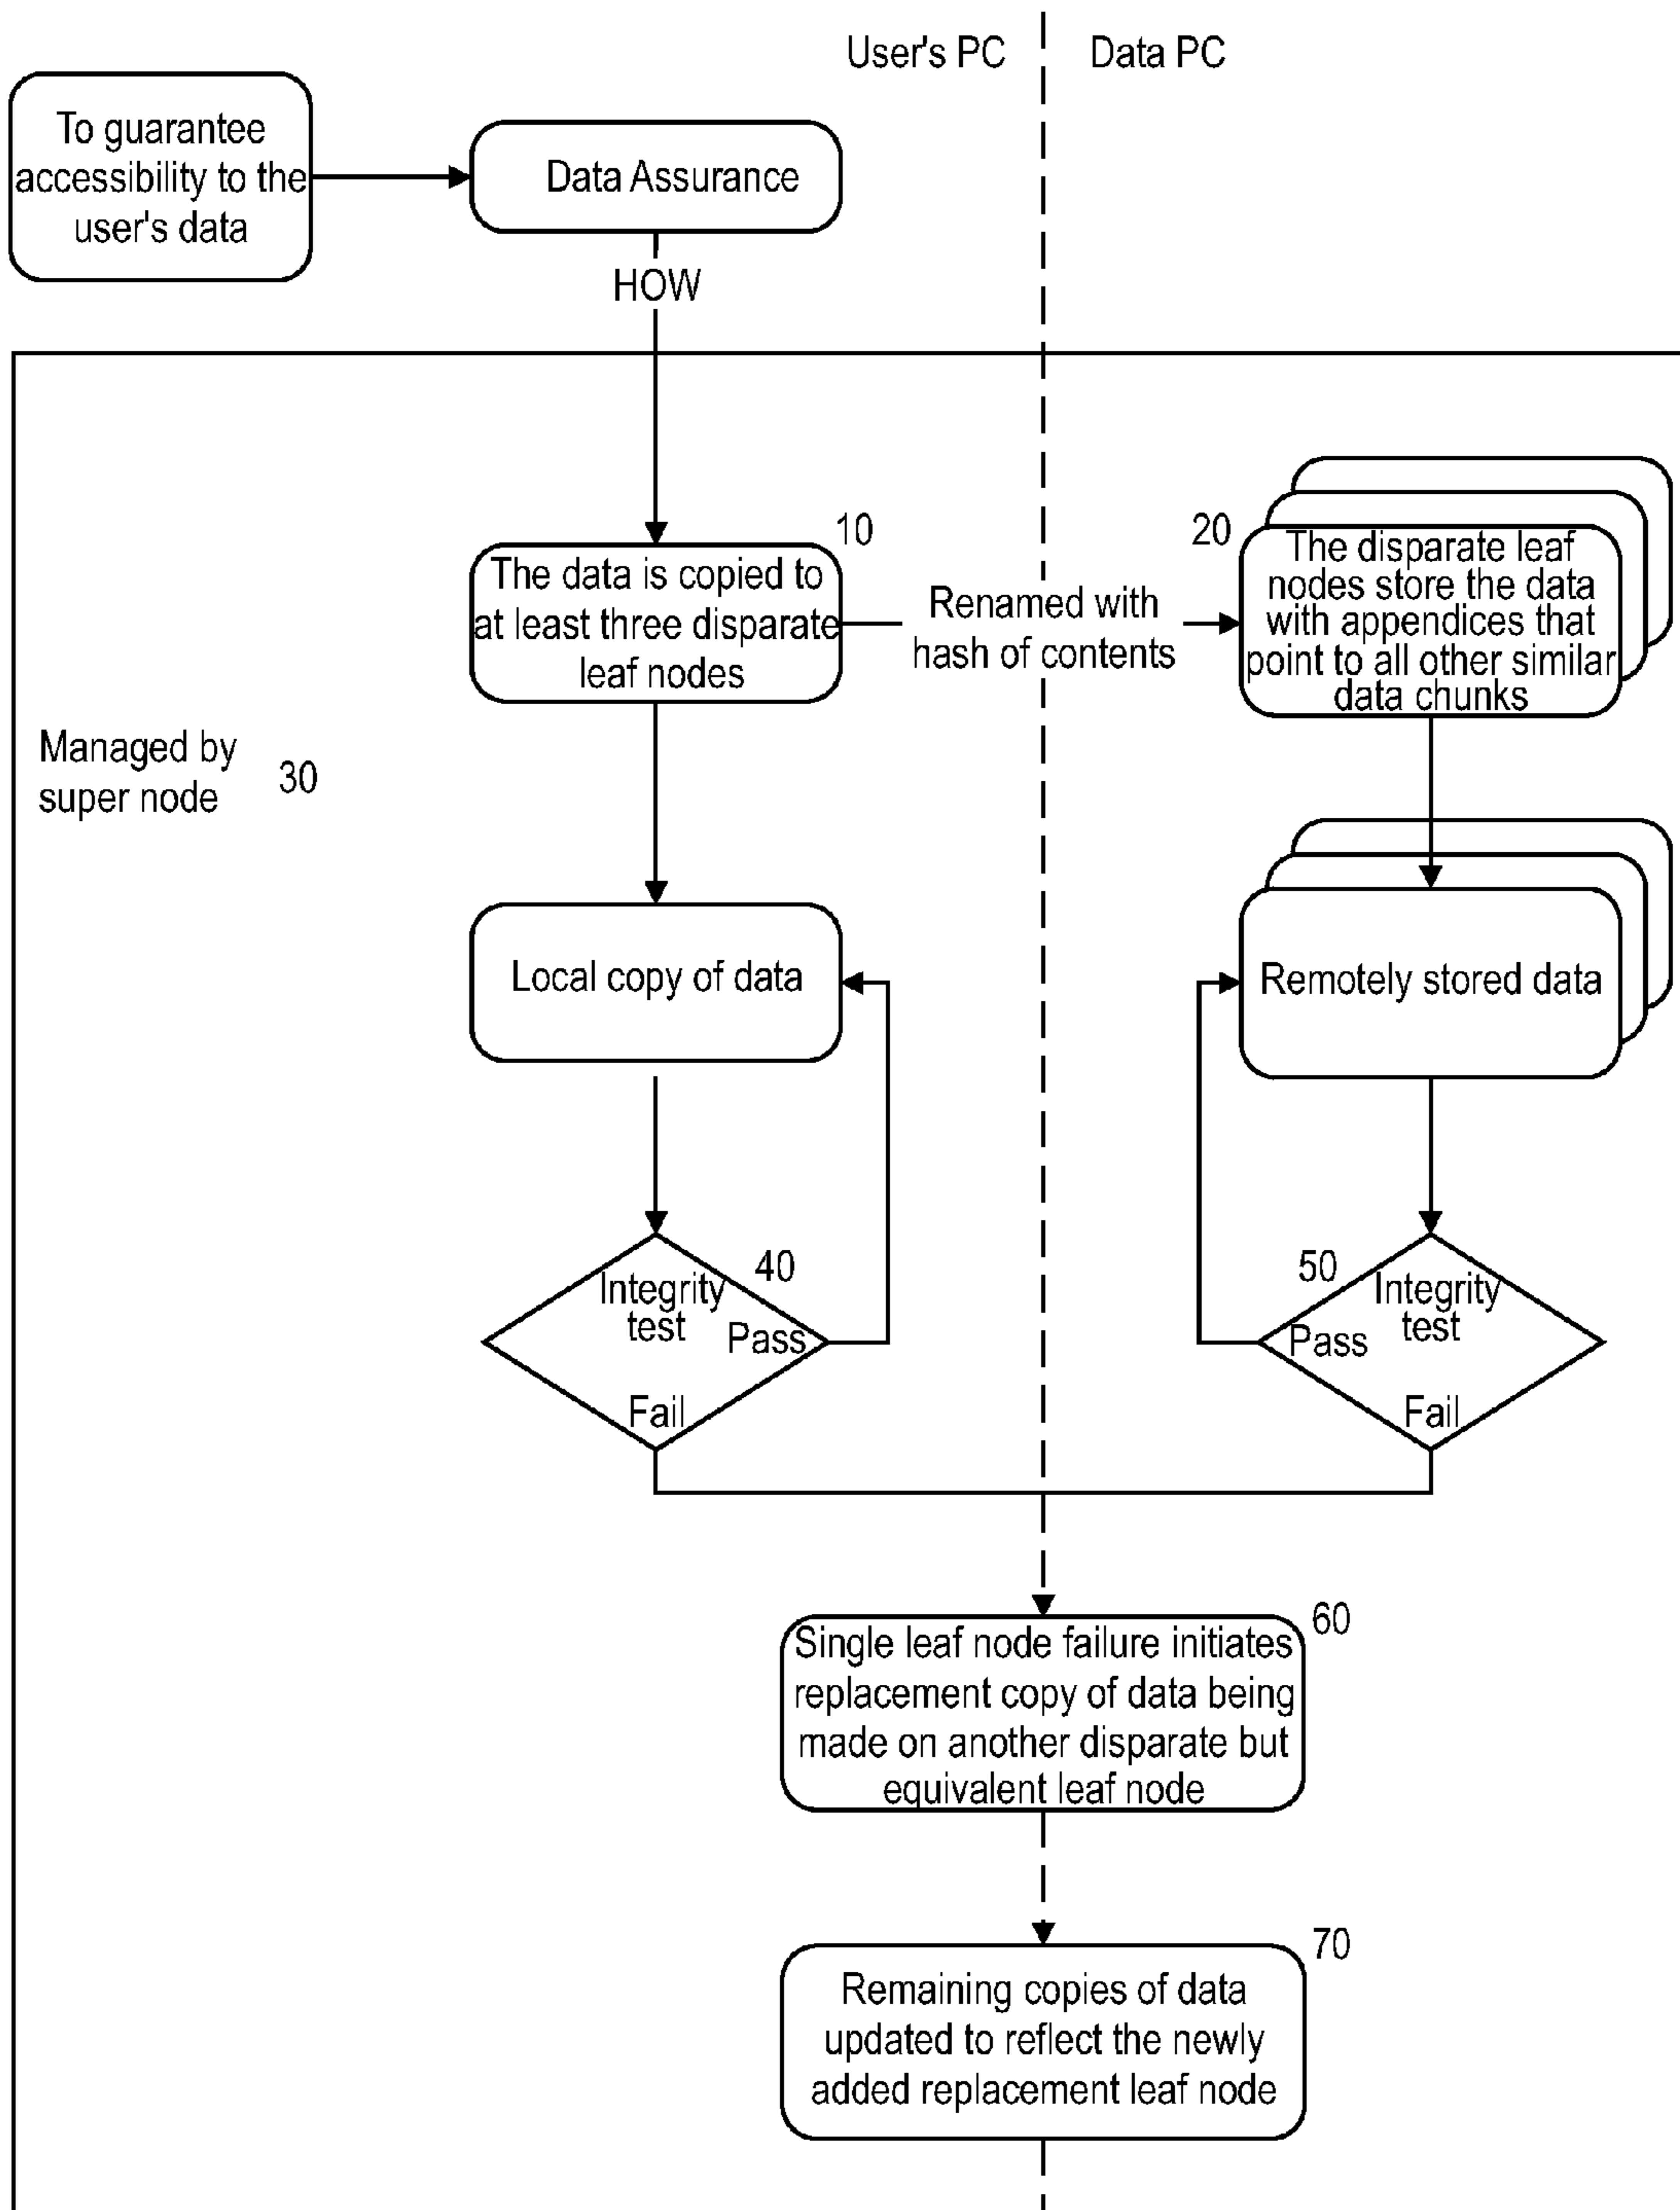 User's PC
Data PC
To guarantee
accessibility to the
user's data
Data Assurance
HOW
10
The data is copied to
at least three disparate
leaf nodes
Renamed with
hash of contents
20
The disparate leaf
nodes store the data
with appendices that
point to all other similar
data chunks
Managed by
super node
30
Local copy of data
Remotely stored data
40
Integrity
test
Pass
Fail
50
Integrity
test
Pass
Fail
60
Single leaf node failure initiates
replacement copy of data being
made on another disparate but
equivalent leaf node
70
Remaining copies of data
updated to reflect the newly
added replacement leaf node